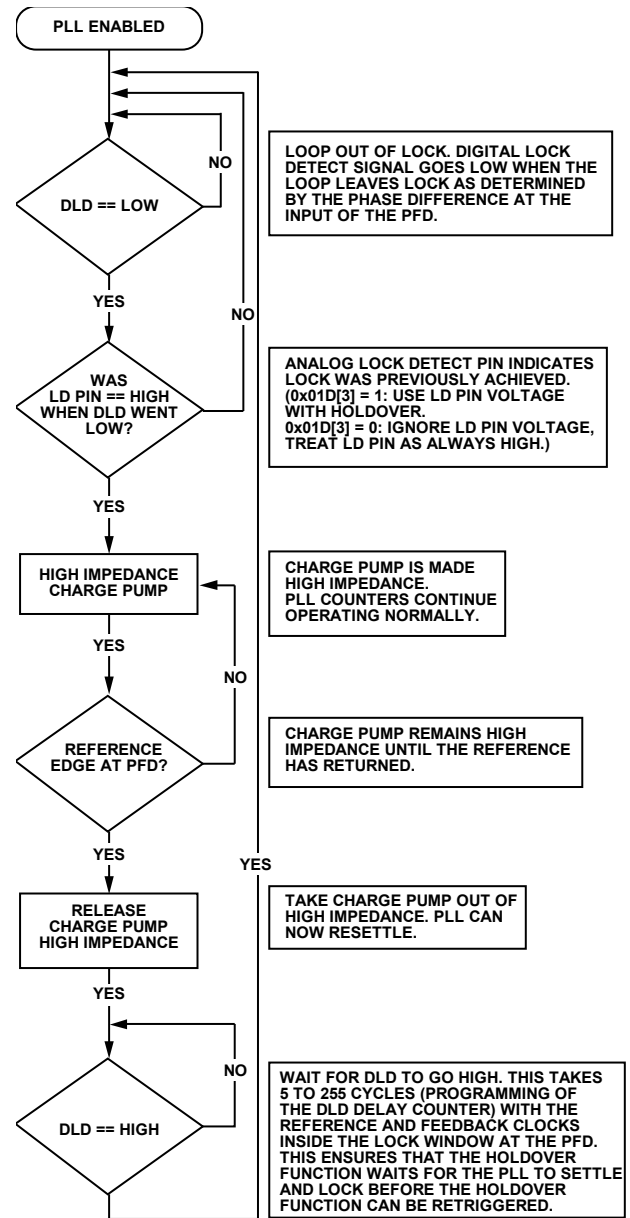 PLL ENABLED
NO
LOOP OUT OF LOCK. DIGITAL LOCK
DETECT SIGNAL GOES LOW WHEN THE
LOOP LEAVES LOCK AS DETERMINED
BY THE PHASE DIFFERENCE AT THE
INPUT OF THE PFD.
DLD == LOW
YES
NO
WAS
LD PIN == HIGH
WHEN DLD WENT
LOW?
ANALOG LOCK DETECT PIN INDICATES
LOCK WAS PREVIOUSLY ACHIEVED.
(0x01D[3] = 1: USE LD PIN VOLTAGE
WITH HOLDOVER.
0x01D[3] = 0: IGNORE LD PIN VOLTAGE,
TREAT LD PIN AS ALWAYS HIGH.)
YES
HIGH IMPEDANCE
CHARGE PUMP
CHARGE PUMP IS MADE
HIGH IMPEDANCE.
PLL COUNTERS CONTINUE
OPERATING NORMALLY.
YES
NO
REFERENCE
EDGE AT PFD?
CHARGE PUMP REMAINS HIGH
IMPEDANCE UNTIL THE REFERENCE
HAS RETURNED.
YES
YES
RELEASE
CHARGE PUMP
HIGH IMPEDANCE
TAKE CHARGE PUMP OUT OF
HIGH IMPEDANCE. PLL CAN
NOW RESETTLE.
YES
NO
DLD == HIGH
WAIT FOR DLD TO GO HIGH. THIS TAKES
5 TO 255 CYCLES (PROGRAMMING OF
THE DLD DELAY COUNTER) WITH THE
REFERENCE AND FEEDBACK CLOCKS
INSIDE THE LOCK WINDOW AT THE PFD.
THIS ENSURES THAT THE HOLDOVER
FUNCTION WAITS FOR THE PLL TO SETTLE
AND LOCK BEFORE THE HOLDOVER
FUNCTION CAN BE RETRIGGERED.